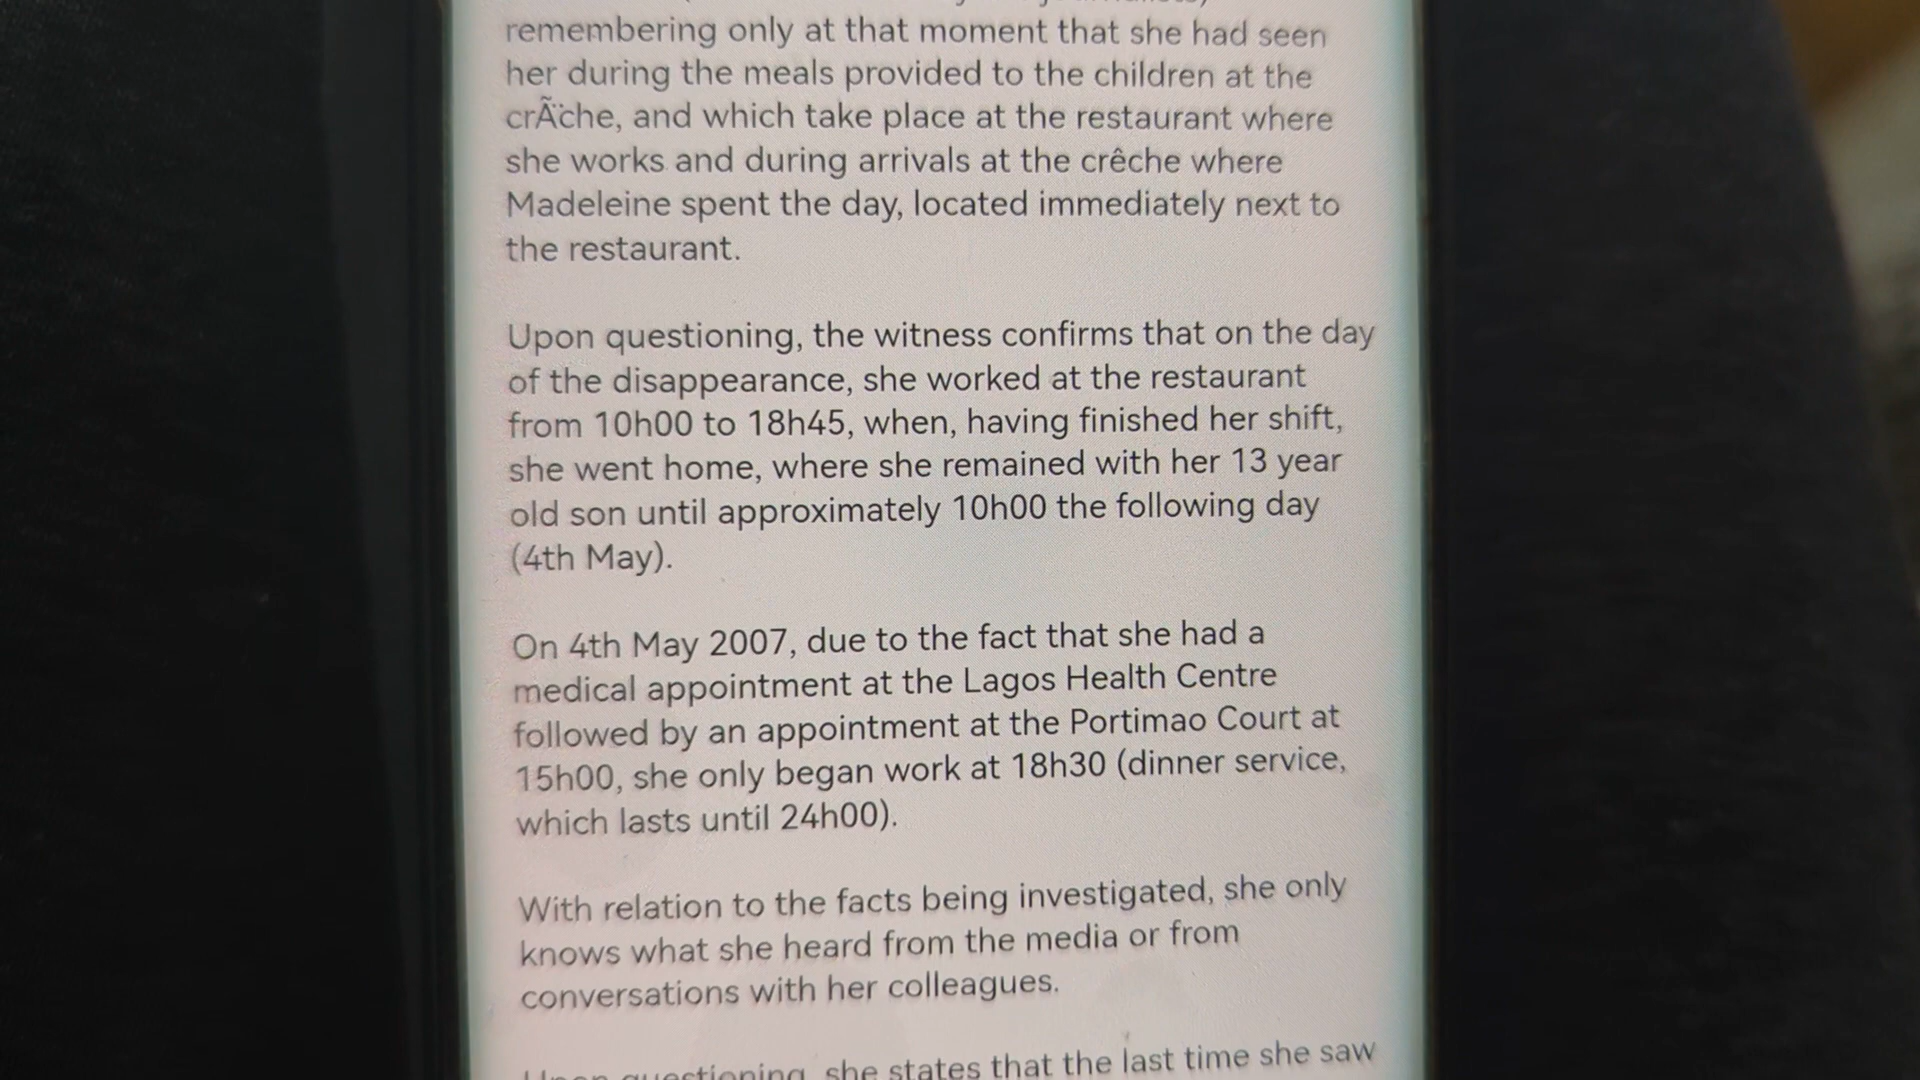 remembering only at that moment that she had seen
her during the meals provided to the children at the
crÃ¨che, and which take place at the restaurant where
she works and during arrivals at the crêche where
Madeleine spent the day, located immediately next to
the restaurant.
Upon questioning, the witness confirms that on the day
of the disappearance, she worked at the restaurant
from 10h00 to 18h45, when, having finished her shift,
she went home, where she remained with her 13 year
old son until approximately 10h00 the following day
(4th May).
On 4th May 2007, due to the fact that she had a
medical appointment at the Lagos Health Centre
followed by an appointment at the Portimao Court at
15h00, she only began work at 18h30 (dinner service,
which lasts until 24h00).
With relation to the facts being investigated, she only
knows what she heard from the media or from
conversations with her colleagues.
Upon questioning, she states that the last time she saw